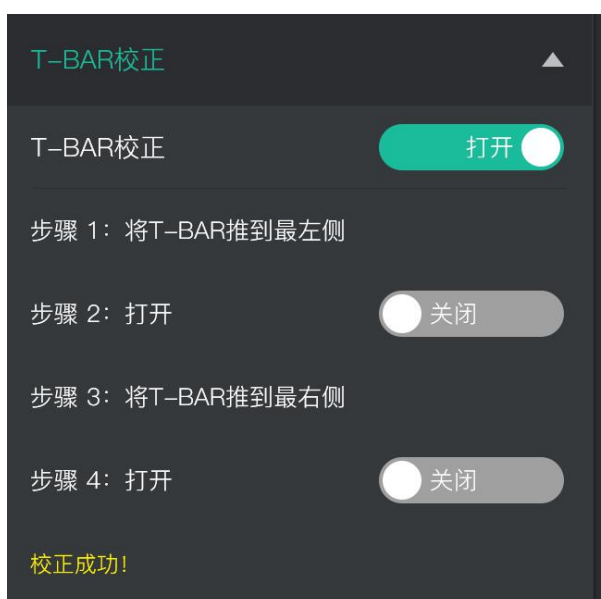 T-BAR校正
T-BAR校正 打开
步骤 1：将T-BAR推到最左侧
步骤 2：打开 关闭
步骤 3：将T-BAR推到最右侧
步骤 4：打开 关闭
校正成功!